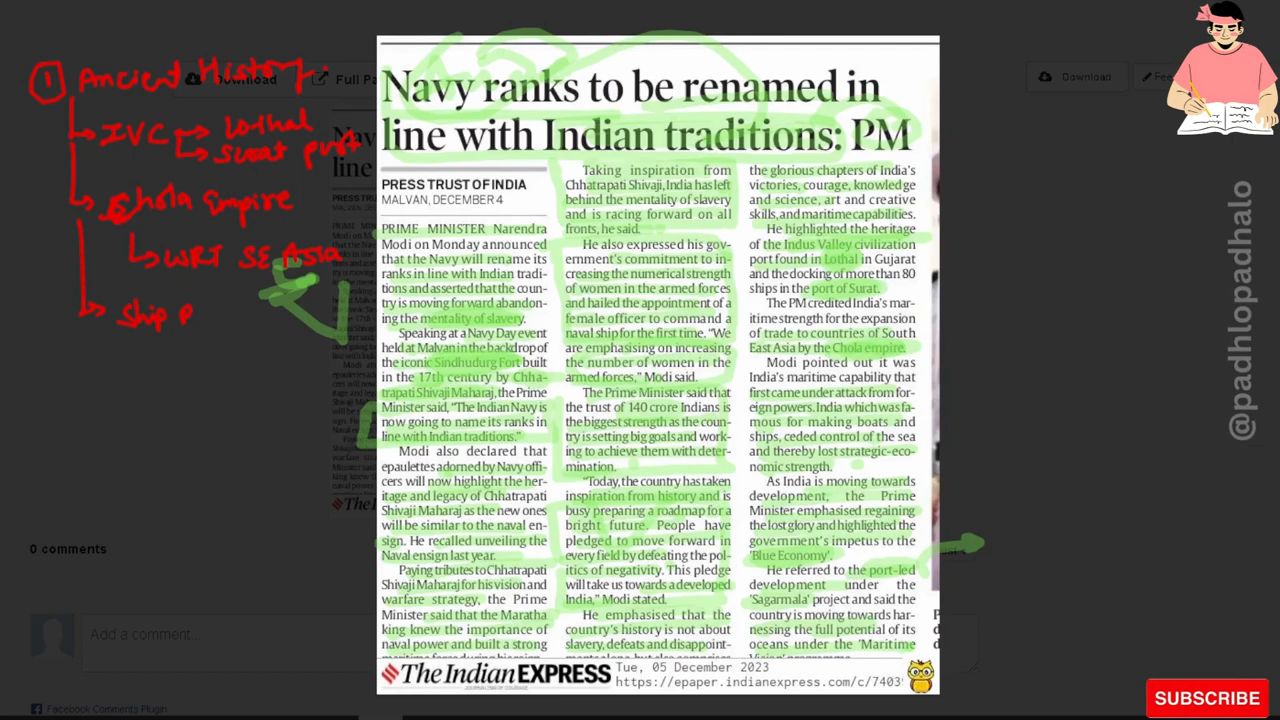 ① Ancient History
Download
Full Pa
Download
Fee
→ IVC → Lothal
→ Surat port
→ Chola Empire
↳ WRT SE Asia
→ Ship P
Navy ranks to be renamed in
line with Indian traditions: PM
PRESS TRUST OF INDIA
MALVAN, DECEMBER 4
PRIME MINISTER Narendra
Modi on Monday announced
that the Navy will rename its
ranks in line with Indian tradi-
tions and asserted that the coun-
try is moving forward abandon-
ing the mentality of slavery.
Speaking at a Navy Day event
held at Malvan in the backdrop of
the iconic Sindhudurg Fort built
in the 17th century by Chha-
trapati Shivaji Maharaj, the Prime
Minister said, "The Indian Navy is
now going to name its ranks in
line with Indian traditions."
Modi also declared that
epaulettes adorned by Navy offi-
cers will now highlight the her-
itage and legacy of Chhatrapati
Shivaji Maharaj as the new ones
will be similar to the naval en-
sign. He recalled unveiling the
Naval ensign last year.
Paying tributes to Chhatrapati
Shivaji Maharaj for his vision and
warfare strategy, the Prime
Minister said that the Maratha
king knew the importance of
naval power and built a strong
Taking inspiration from
Chhatrapati Shivaji, India has left
behind the mentality of slavery
and is racing forward on all
fronts, he said.
He also expressed his gov-
ernment's commitment to in-
creasing the numerical strength
of women in the armed forces
and hailed the appointment of a
female officer to command a
naval ship for the first time. "We
are emphasising on increasing
the number of women in the
armed forces," Modi said.
The Prime Minister said that
the trust of 140 crore Indians is
the biggest strength as the coun-
try is setting big goals and work-
ing to achieve them with deter-
mination.
"Today, the country has taken
inspiration from history and is
busy preparing a roadmap for a
bright future. People have
pledged to move forward in
every field by defeating the pol-
itics of negativity. This pledge
will take us towards a developed
India," Modi stated.
He emphasised that the
country's history is not about
slavery, defeats and disappoint-
the glorious chapters of India's
victories, courage, knowledge
and science, art and creative
skills, and maritime capabilities.
He highlighted the heritage
of the Indus Valley civilization
port found in Lothal in Gujarat
and the docking of more than 80
ships in the port of Surat.
The PM credited India's mar-
itime strength for the expansion
of trade to countries of South
East Asia by the Chola empire.
Modi pointed out it was
India's maritime capability that
first came under attack from for-
eign powers. India which was fa-
mous for making boats and
ships, ceded control of the sea
and thereby lost strategic-eco-
nomic strength.
As India is moving towards
development, the Prime
Minister emphasised regaining
the lost glory and highlighted the
government's impetus to the
'Blue Economy'.
He referred to the port-led
development under the
'Sagarmala' project and said the
country is moving towards har-
nessing the full potential of its
oceans under the 'Maritime
The Indian EXPRESS
JOURNALISM OF COURAGE
Tue, 05 December 2023
https://epaper.indianexpress.com/c/7403
0 comments
Add a comment...
Facebook Comments Plugin
@padhlopadhalo
SUBSCRIBE